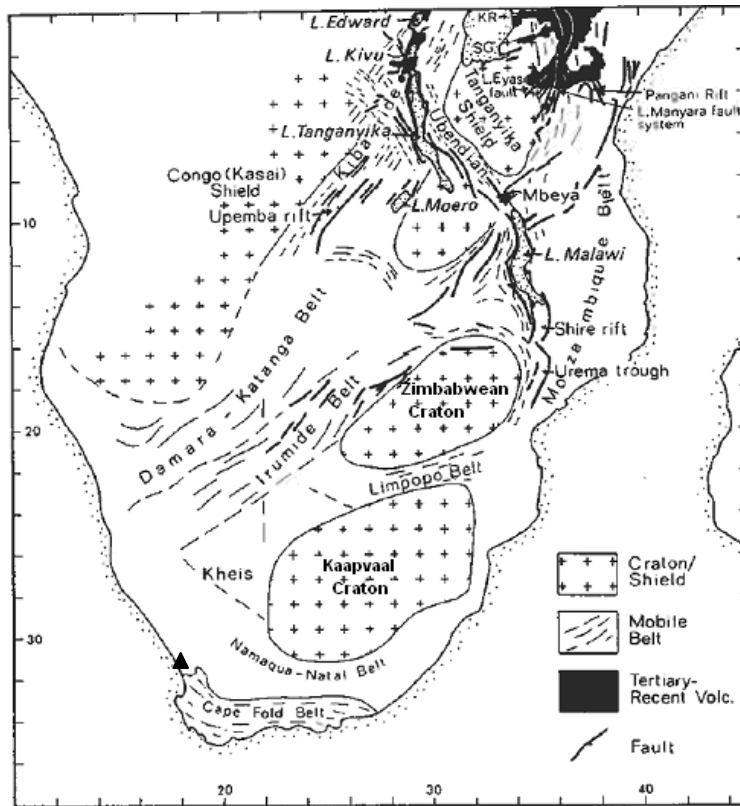 L.Edward
KR
L.Kivu
SG
L.Eyasi
fault
Pangani Rift
L.Manyara fault
system
Tanganyika
Shield
L.Tanganyika
Ubendian
Kibaride
Congo (Kasai)
Shield
Upemba rift
L.Moero
Mbeya
10
L. Malawi
Mozambique Belt
Shire rift
Urema trough
Damara - Katanga Belt
Irumide Belt
Zimbabwean
Craton
20
Limpopo Belt
Kheis
Kaapvaal
Craton
Craton/
Shield
Mobile
Belt
30
Namaqua-Natal Belt
Tertiary-
Recent Volc.
Cape Fold Belt
Fault
20
30
40